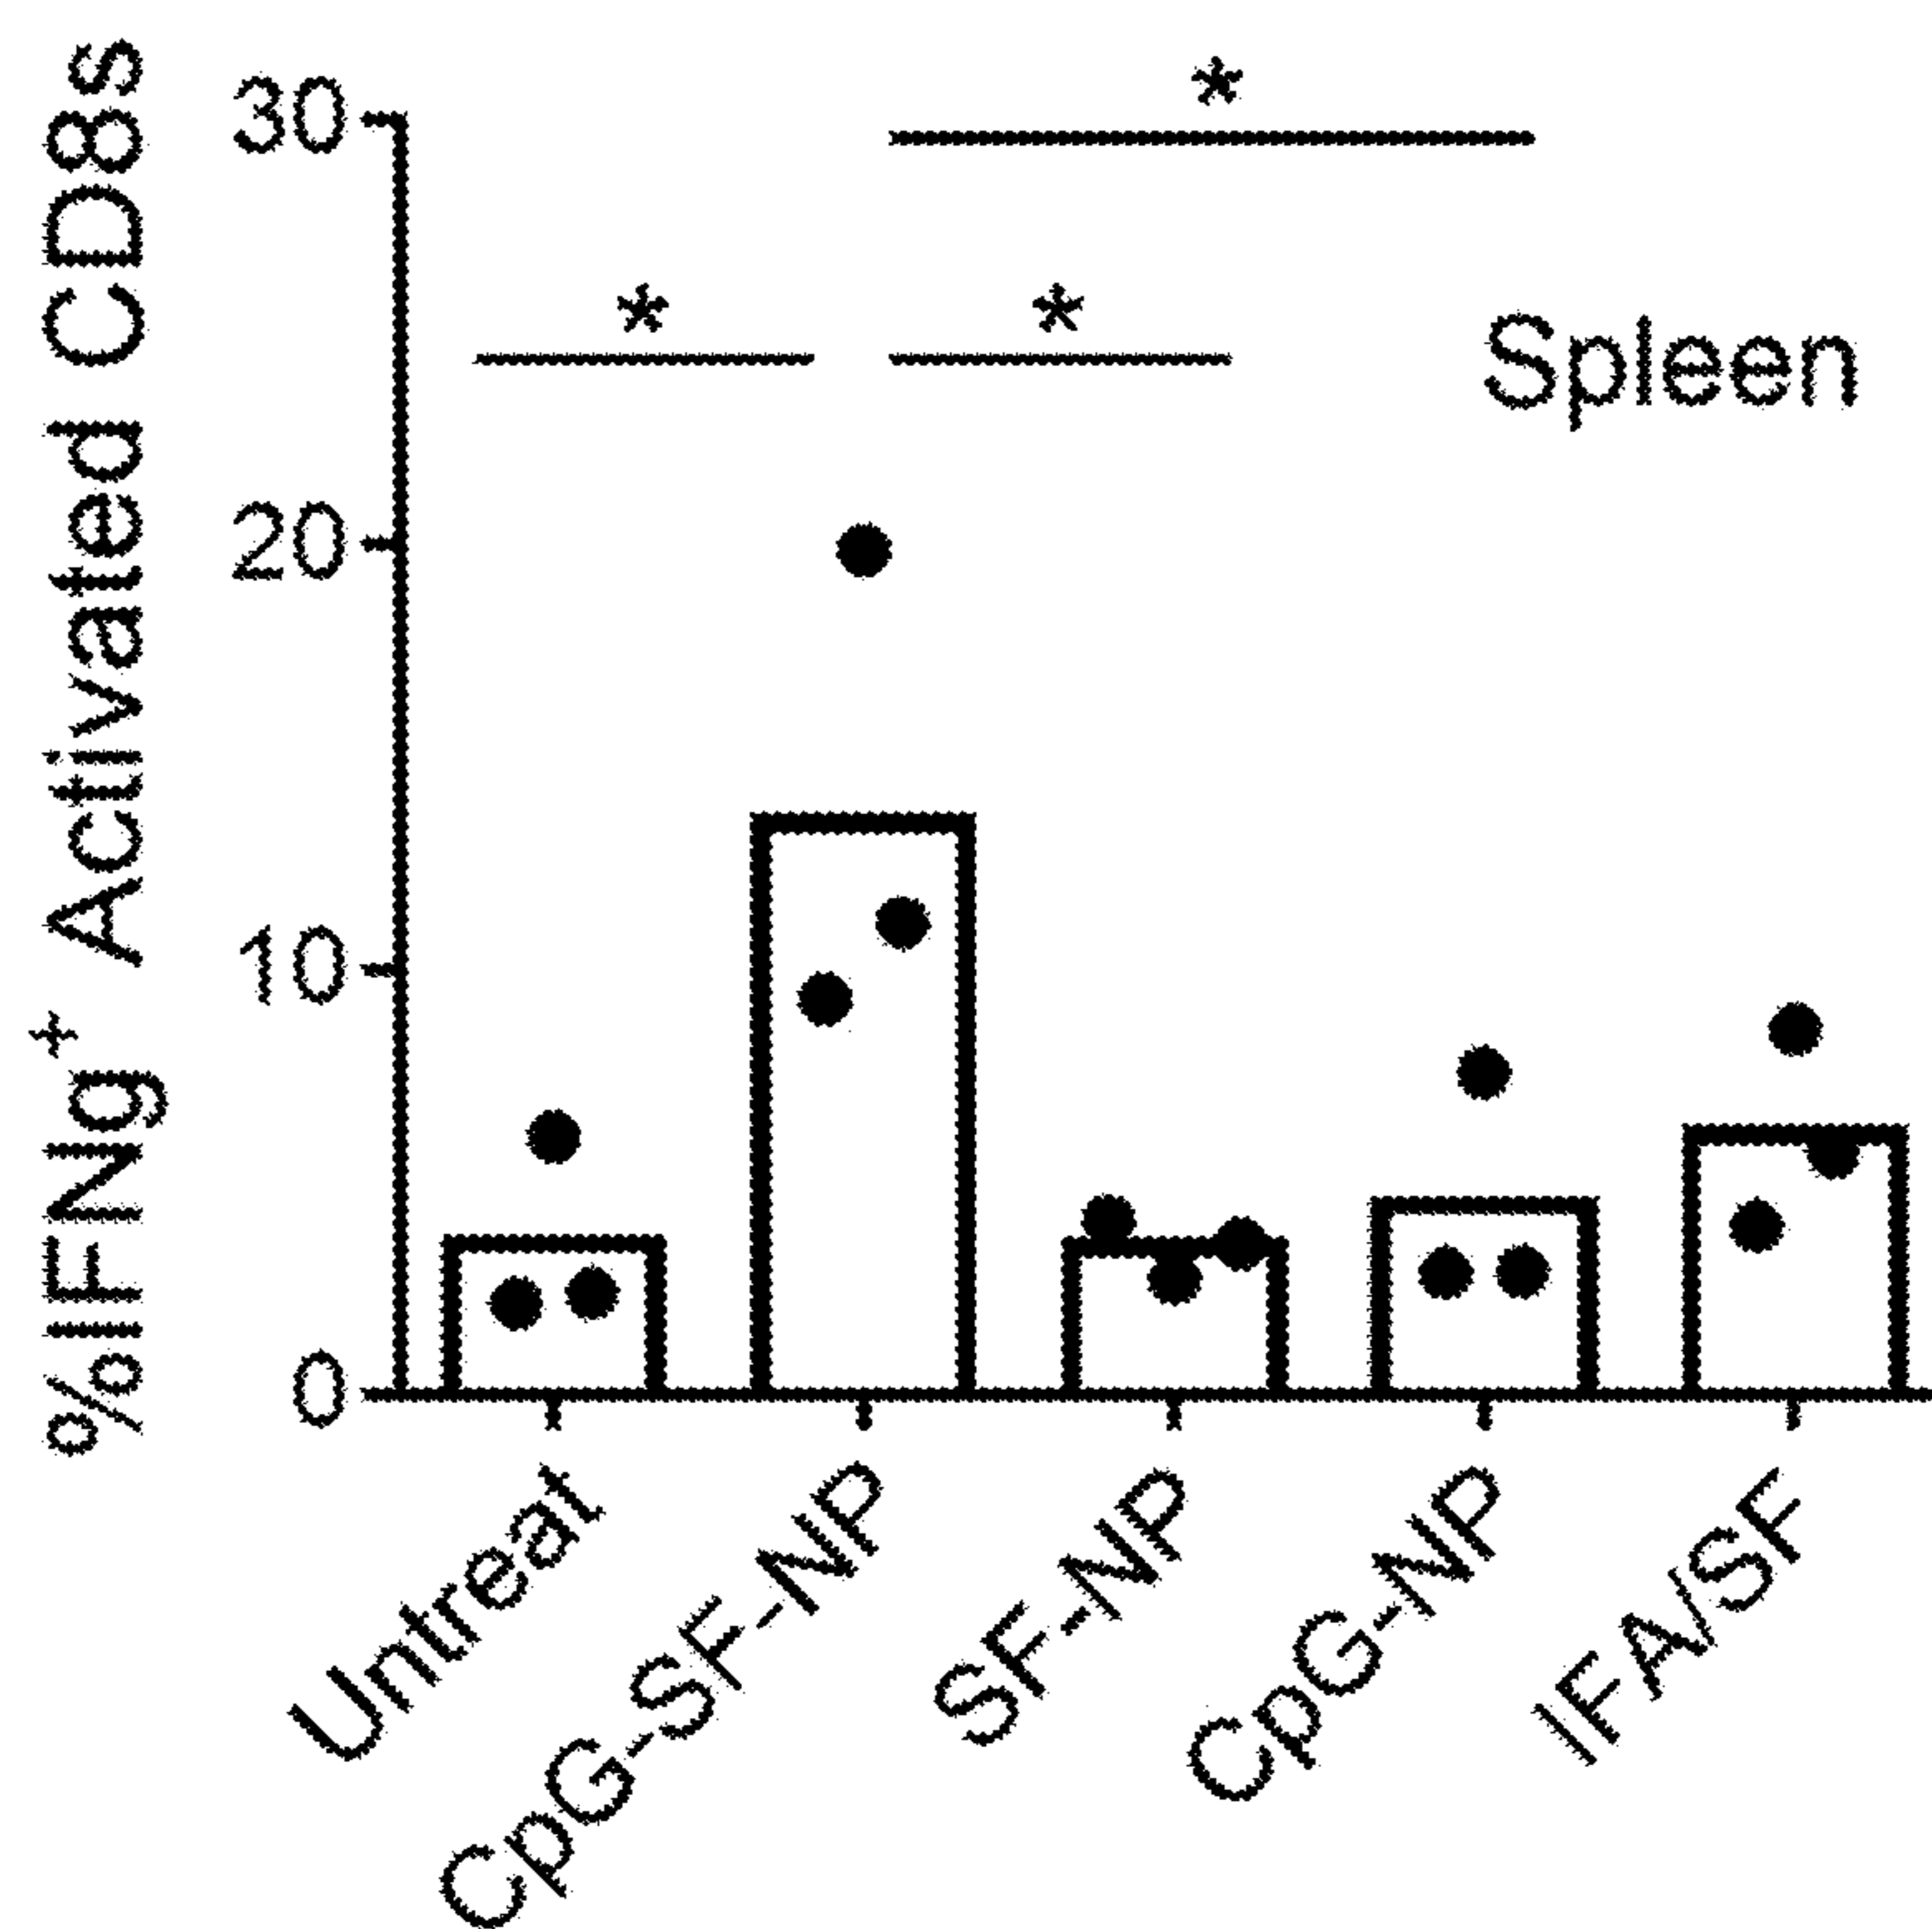 %IFNg+ Activated CD8s
30
20
10
0
*
*
*
Spleen
Untreat
CpG-SF-NP
SF-NP
CpG-NP
IFA/SF